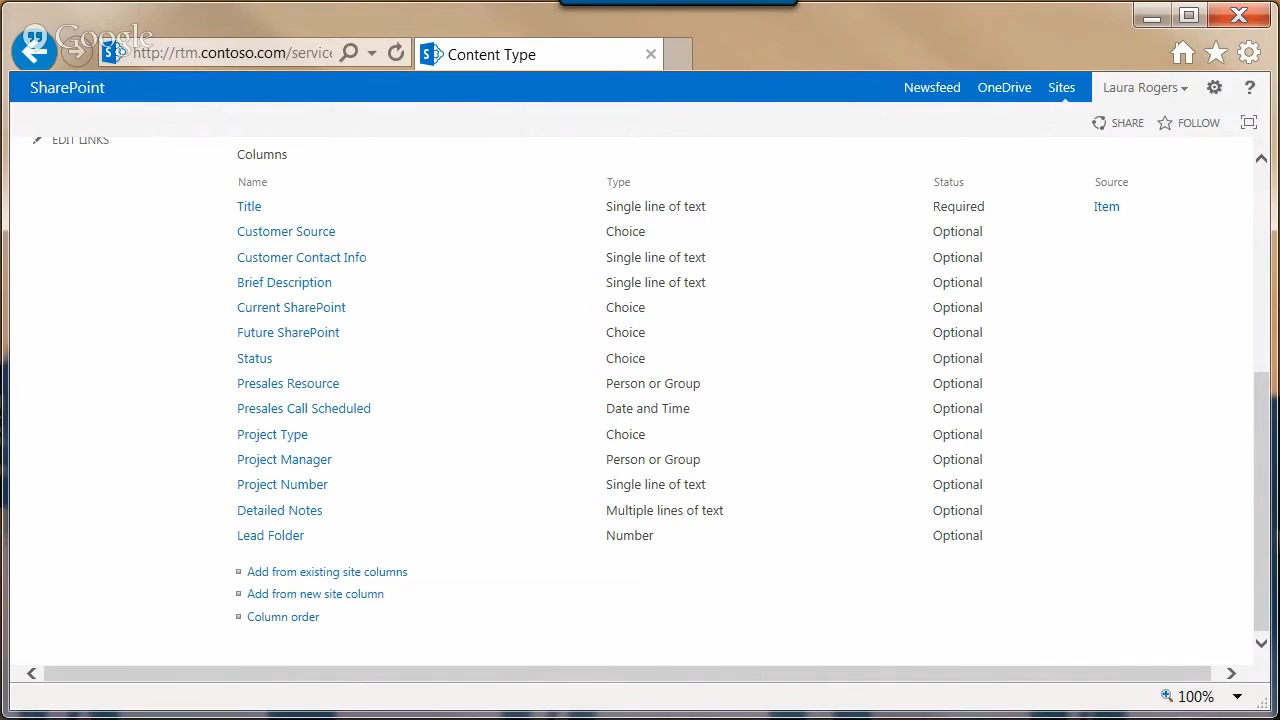 Google
http://rtm.contoso.com/service
Content Type
SharePoint
Newsfeed
OneDrive
Sites
Laura Rogers
?
SHARE
FOLLOW
EDIT LINKS
Columns
Name Type Status Source
Title Single line of text Required Item
Customer Source Choice Optional
Customer Contact Info Single line of text Optional
Brief Description Single line of text Optional
Current SharePoint Choice Optional
Future SharePoint Choice Optional
Status Choice Optional
Presales Resource Person or Group Optional
Presales Call Scheduled Date and Time Optional
Project Type Choice Optional
Project Manager Person or Group Optional
Project Number Single line of text Optional
Detailed Notes Multiple lines of text Optional
Lead Folder Number Optional
Add from existing site columns
Add from new site column
Column order
100%